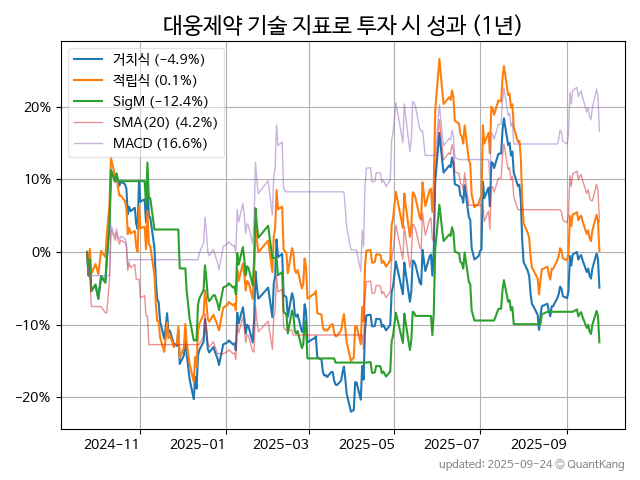 대웅제약 기술 지표로 투자 시 성과 (1년)
거치식 (−4.9%)
적립식 (0.1%)
SigM (−12.4%)
SMA(20) (4.2%)
MACD (16.6%)
20%
10%
0%
−10%
−20%
2024-11
2025-01
2025-03
2025-05
2025-07
2025-09
updated: 2025-09-24 © QuantKang